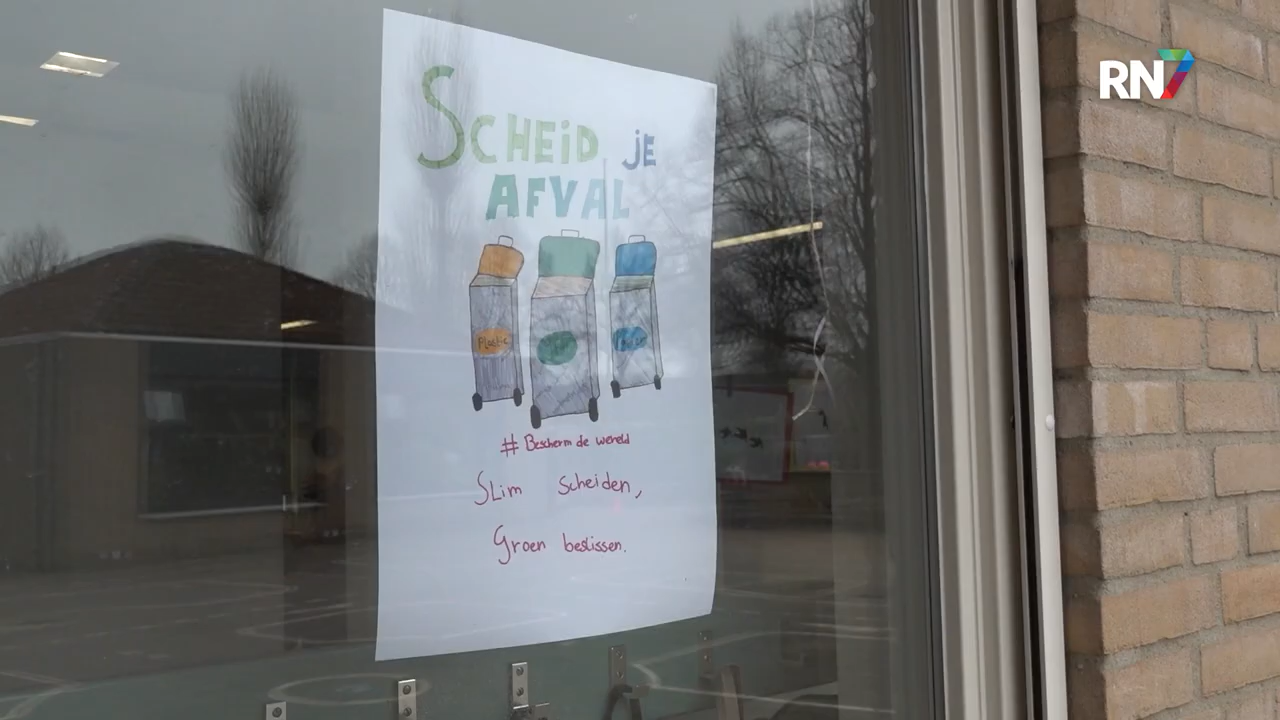 RN7
SCHEiD jE
AFVAL
Plastic
# Bescherm de wereld
SLim Scheiden,
Groen beslissen.